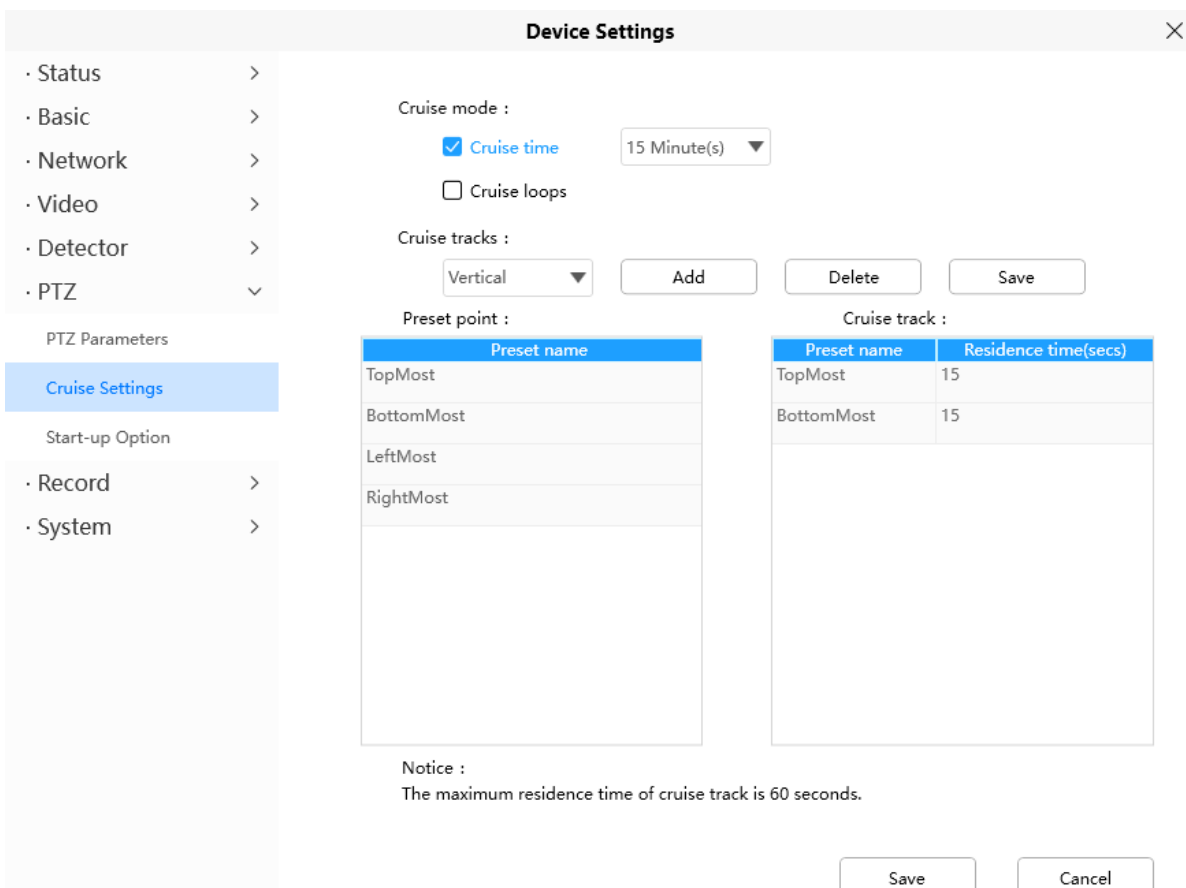 Device Settings
· Status
· Basic
· Network
· Video
· Detector
· PTZ
PTZ Parameters
Cruise Settings
Start-up Option
· Record
· System
Cruise mode :
Cruise time 15 Minute(s)
Cruise loops
Cruise tracks :
Vertical Add Delete Save
Preset point :
Preset name
TopMost
BottomMost
LeftMost
RightMost
Cruise track :
Preset name Residence time(secs)
TopMost 15
BottomMost 15
Notice :
The maximum residence time of cruise track is 60 seconds.
Save Cancel